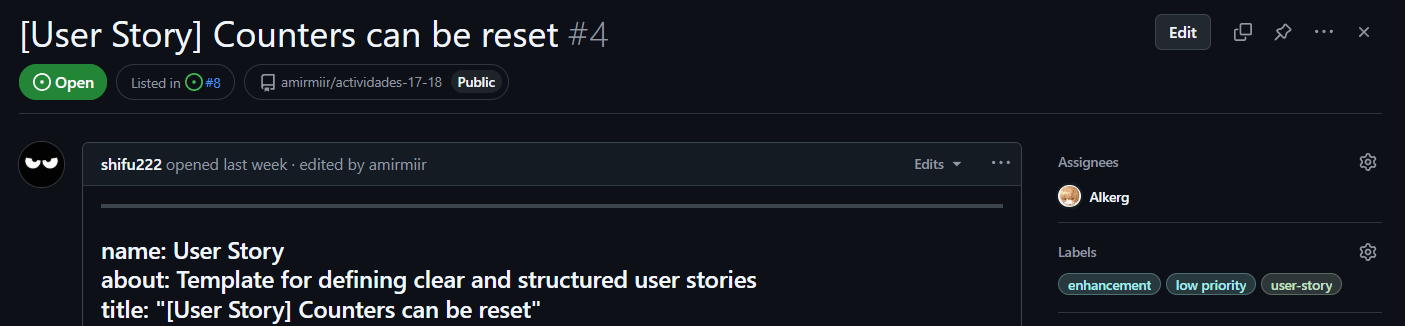 [User Story] Counters can be reset #4
Edit
Open
Listed in #8
amirmiir/actividades-17-18 Public
shifu222 opened last week · edited by amirmiir
Edits
name: User Story
about: Template for defining clear and structured user stories
title: "[User Story] Counters can be reset"
Assignees
Alkerg
Labels
enhancement low priority user-story